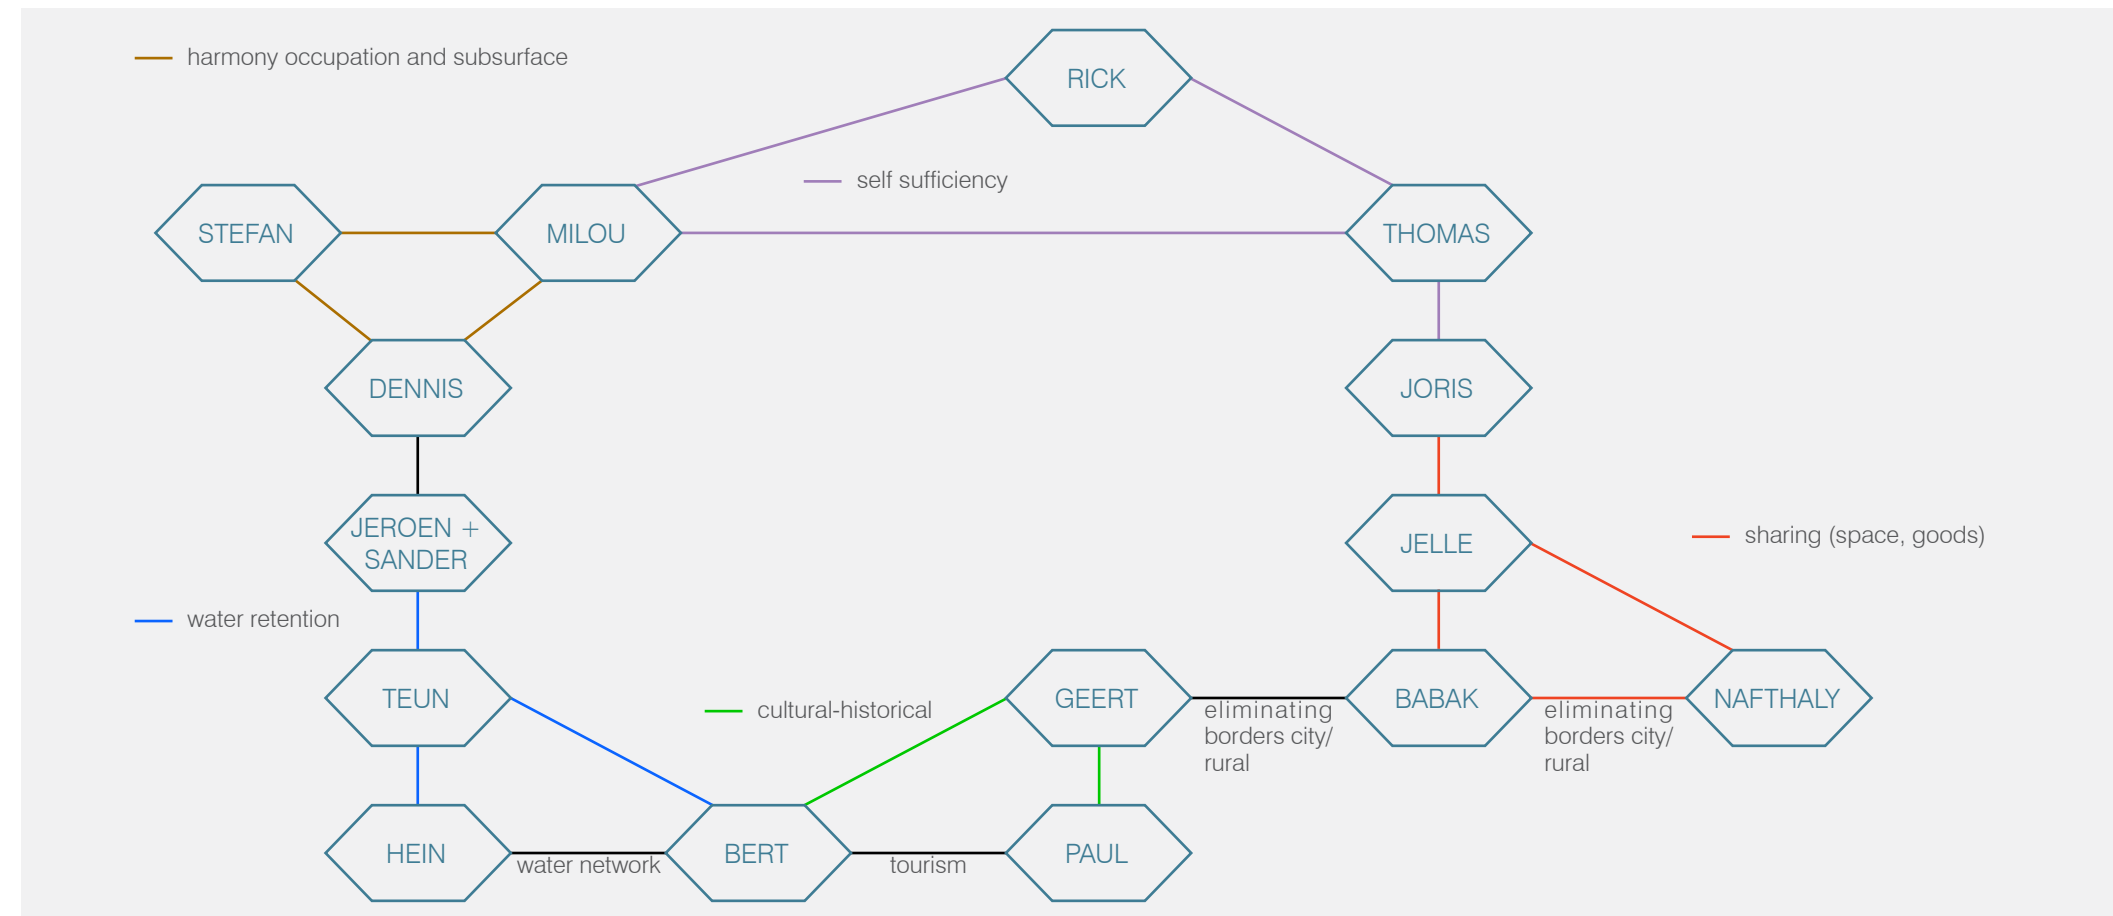 harmony occupation and subsurface
RICK
self sufficiency
STEFAN
MILOU
THOMAS
DENNIS
JORIS
JEROEN +
SANDER
JELLE
sharing (space, goods)
water retention
TEUN
cultural-historical
GEERT
eliminating
borders city/
rural
BABAK
eliminating
borders city/
rural
NAFTHALY
HEIN
water network
BERT
tourism
PAUL